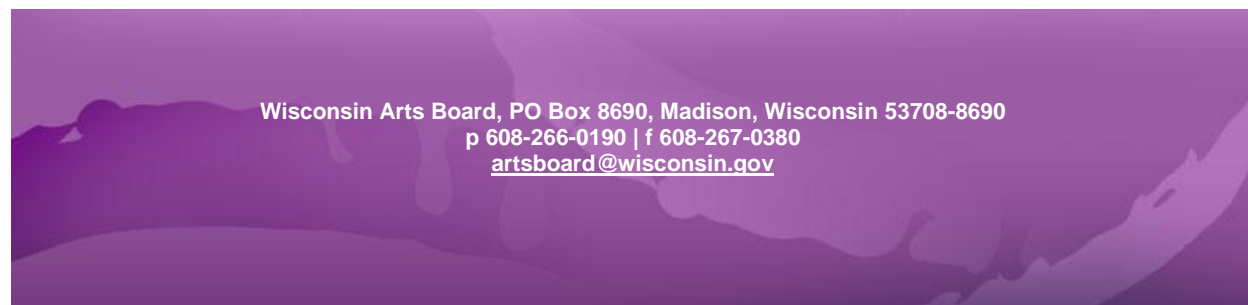 Wisconsin Arts Board, PO Box 8690, Madison, Wisconsin 53708-8690
p 608-266-0190 | f 608-267-0380
artsboard@wisconsin.gov